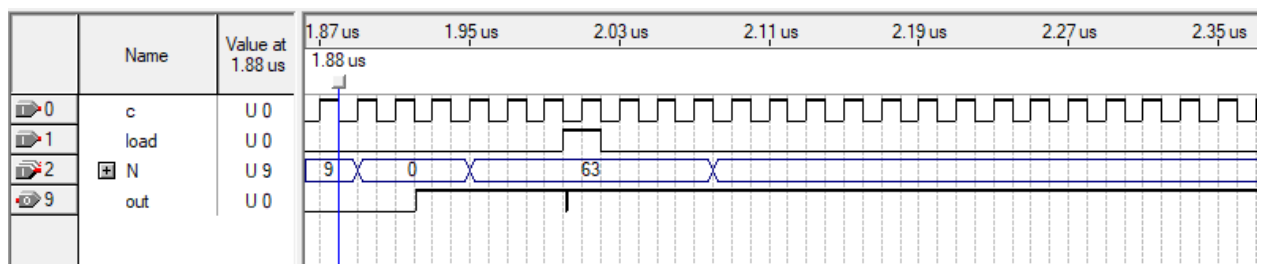 Name
Value at
1.88 us
1.87 us 1.95 us 2.03 us 2.11 us 2.19 us 2.27 us 2.35 us
1.88 us
0 c U 0
1 load U 0
2 N U 9 9 0 63
9 out U 0